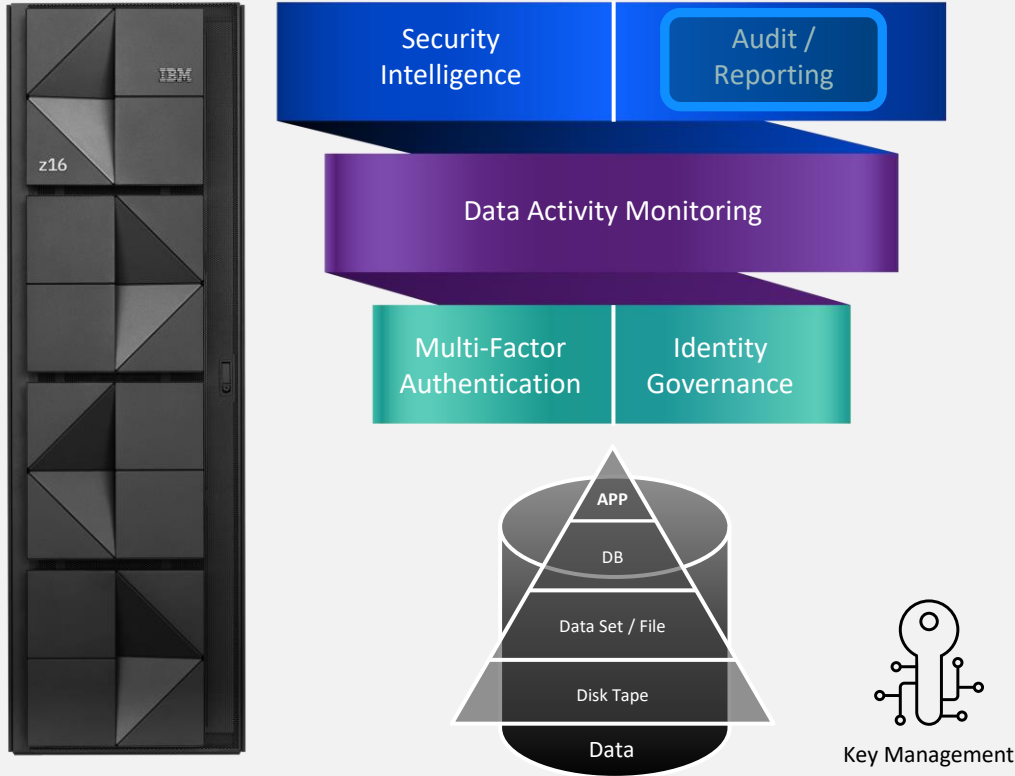 IBM
z16
Security
Intelligence
Audit /
Reporting
Data Activity Monitoring
Multi-Factor
Authentication
Identity
Governance
APP
DB
Data Set / File
Disk Tape
Data
Key Management